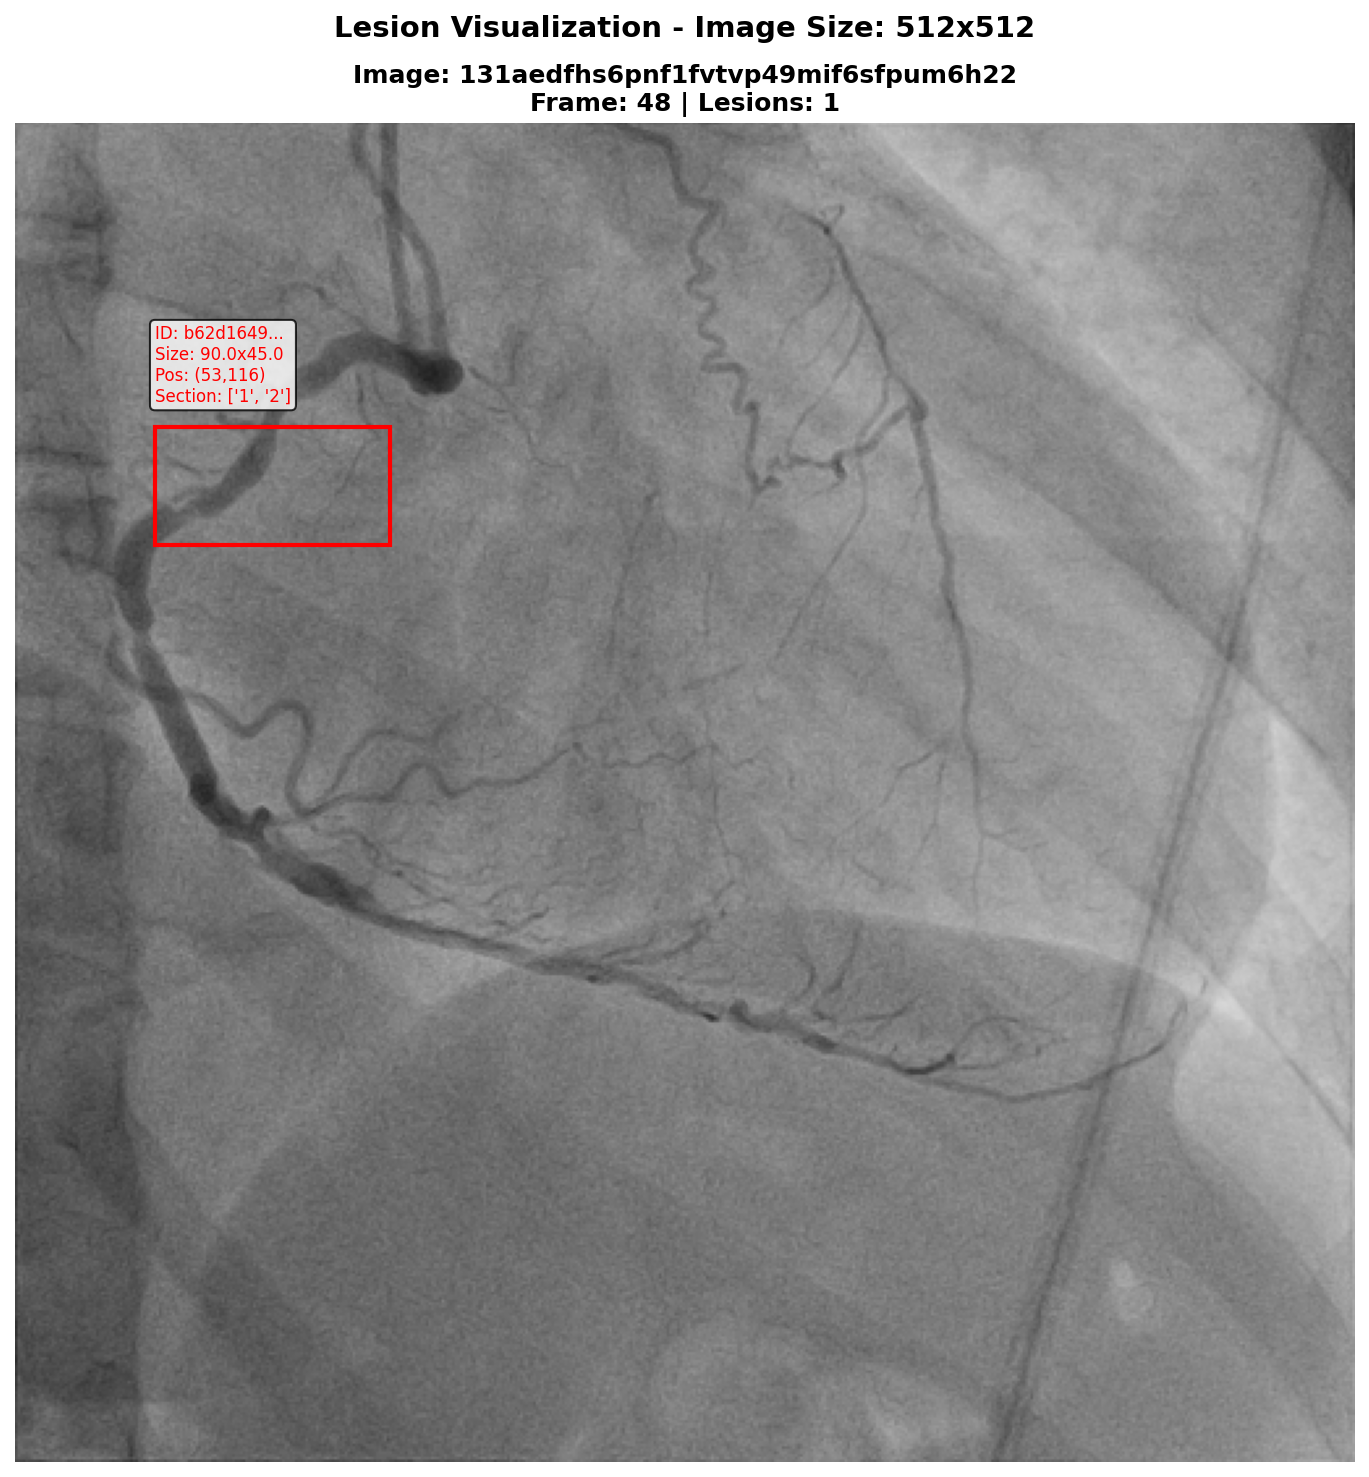 Lesion Visualization - Image Size: 512x512
Image: 131aedfhs6pnf1fvtvp49mif6sfpum6h22
Frame: 48 | Lesions: 1
ID: b62d1649...
Size: 90.0x45.0
Pos: (53,116)
Section: ['1', '2']